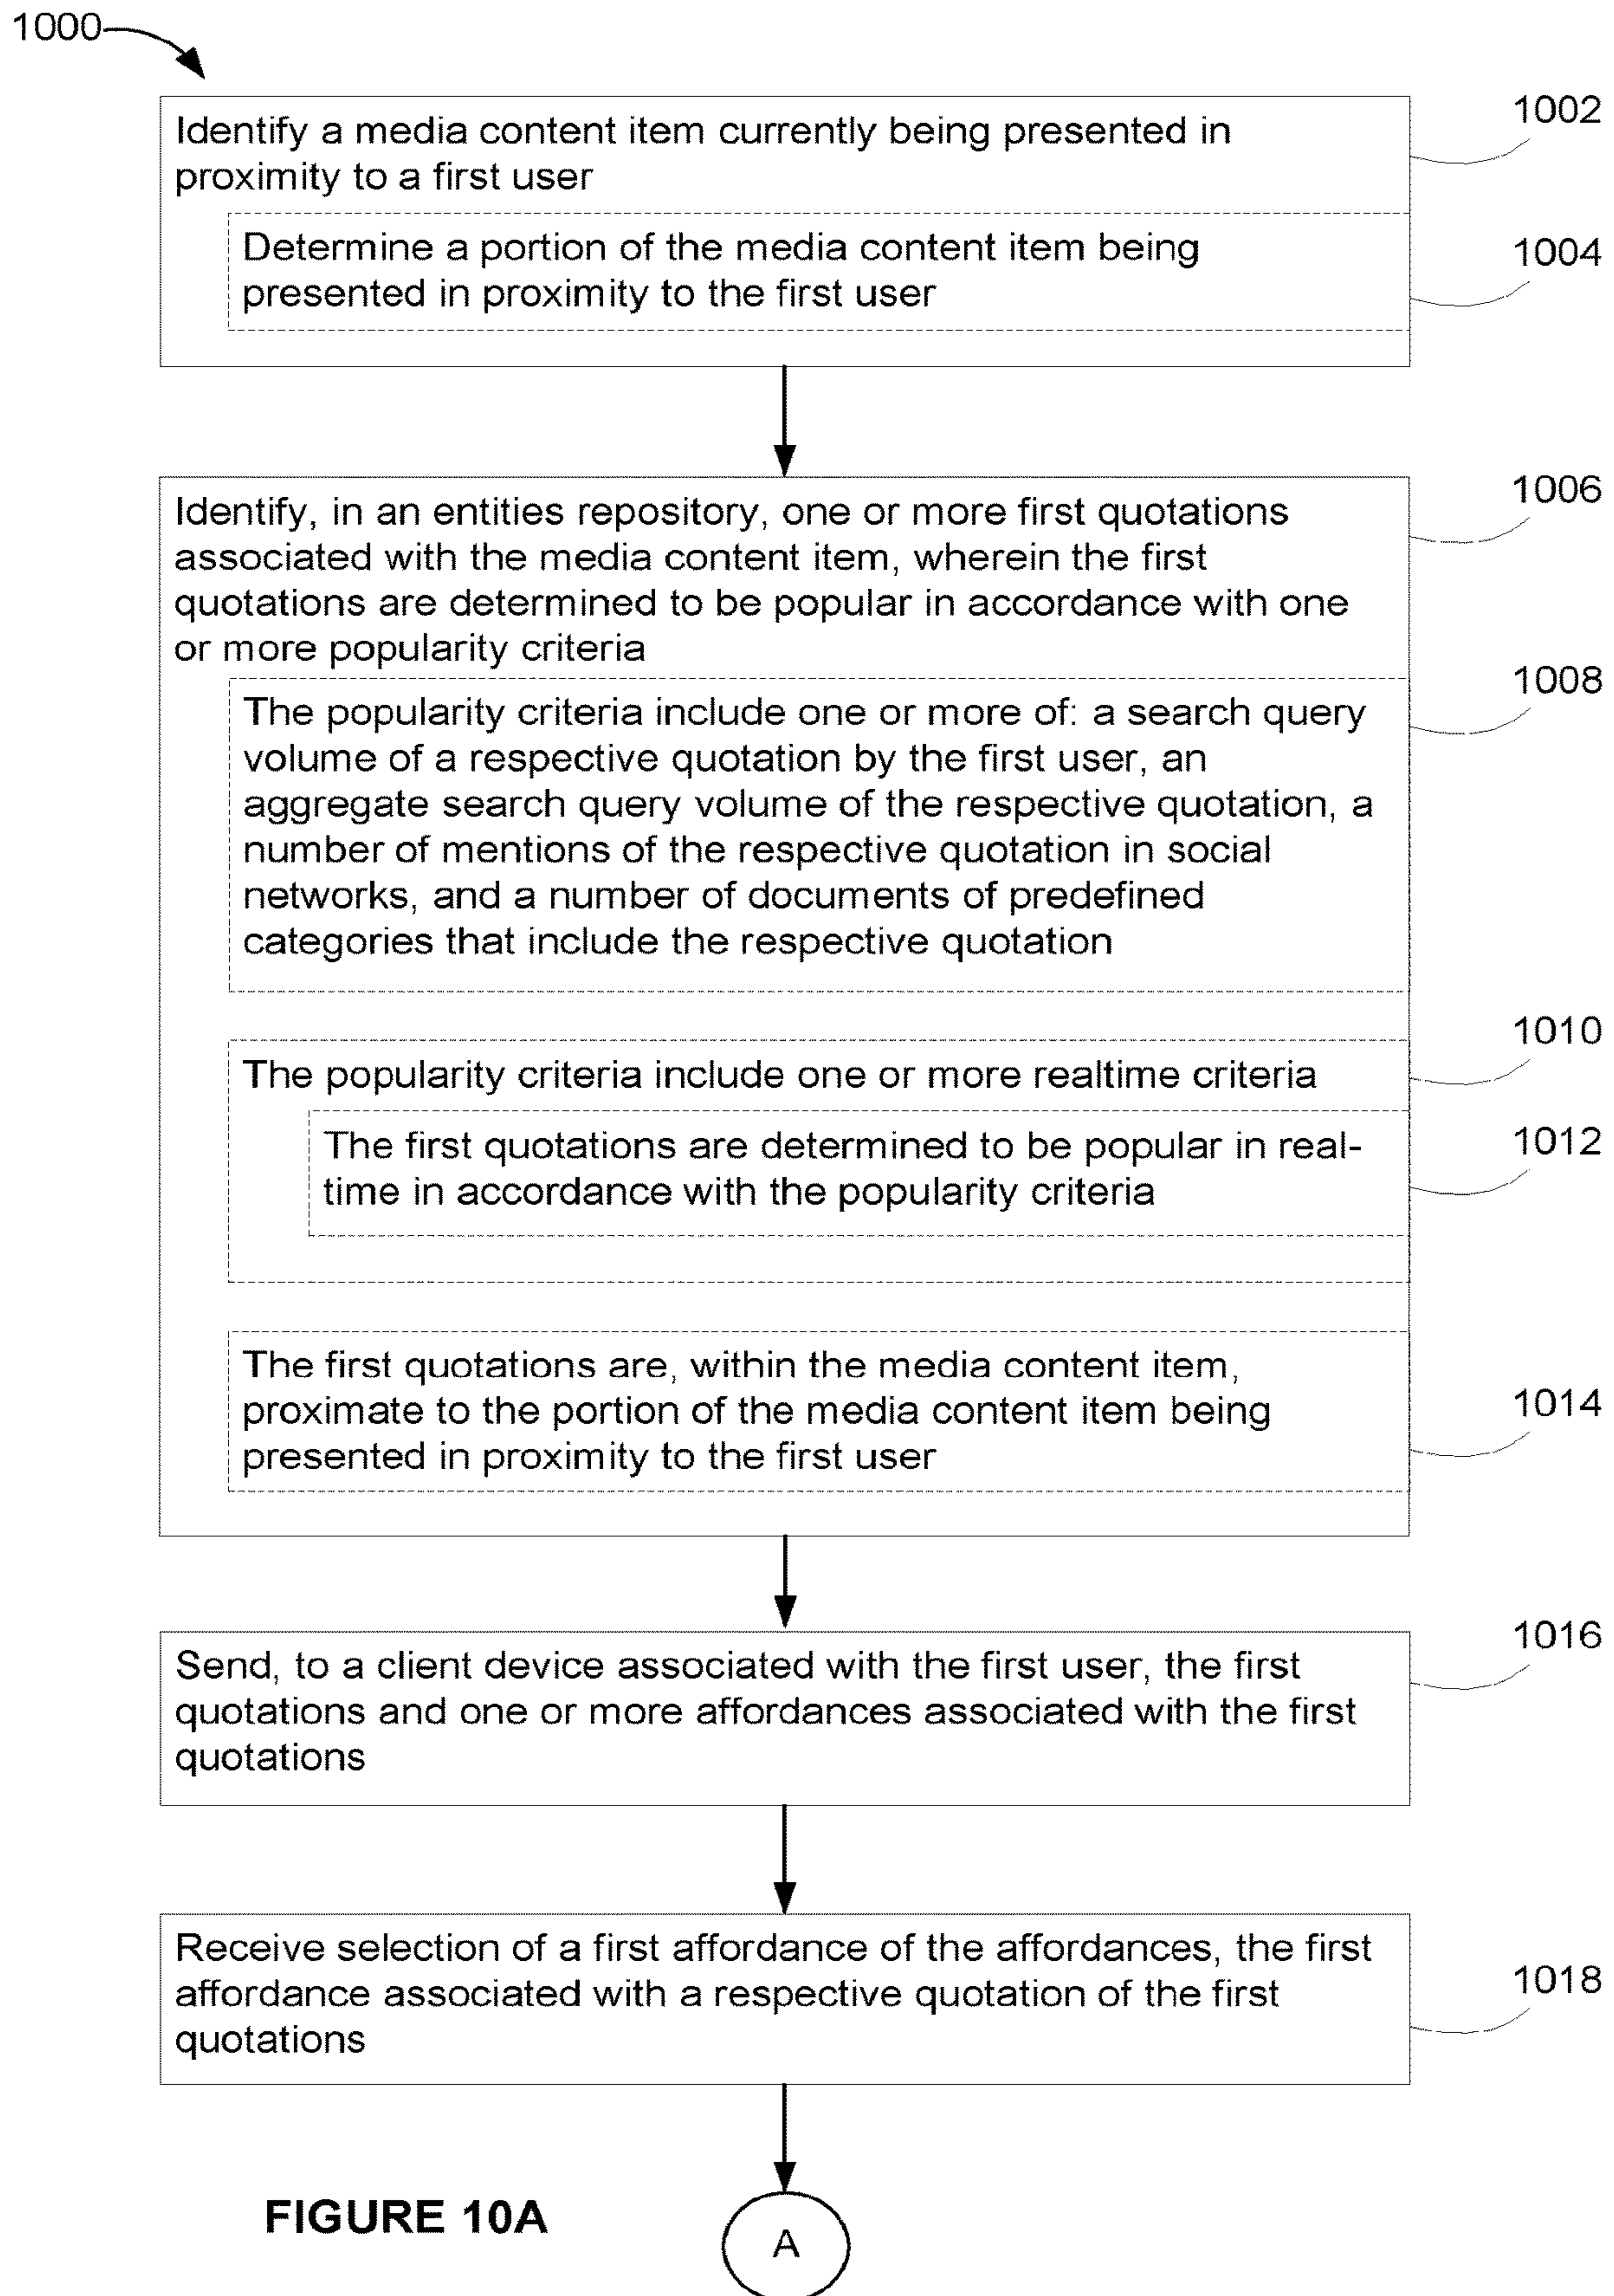 1000
1002
Identify a media content item currently being presented in
proximity to a first user
1004
Determine a portion of the media content item being
presented in proximity to the first user
1006
Identify, in an entities repository, one or more first quotations
associated with the media content item, wherein the first
quotations are determined to be popular in accordance with one
or more popularity criteria
1008
The popularity criteria include one or more of: a search query
volume of a respective quotation by the first user, an
aggregate search query volume of the respective quotation, a
number of mentions of the respective quotation in social
networks, and a number of documents of predefined
categories that include the respective quotation
1010
The popularity criteria include one or more realtime criteria
1012
The first quotations are determined to be popular in real-
time in accordance with the popularity criteria
The first quotations are, within the media content item,
1014
proximate to the portion of the media content item being
presented in proximity to the first user
1016
Send, to a client device associated with the first user, the first
quotations and one or more affordances associated with the first
quotations
Receive selection of a first affordance of the affordances, the first
1018
affordance associated with a respective quotation of the first
quotations
FIGURE 10A
A